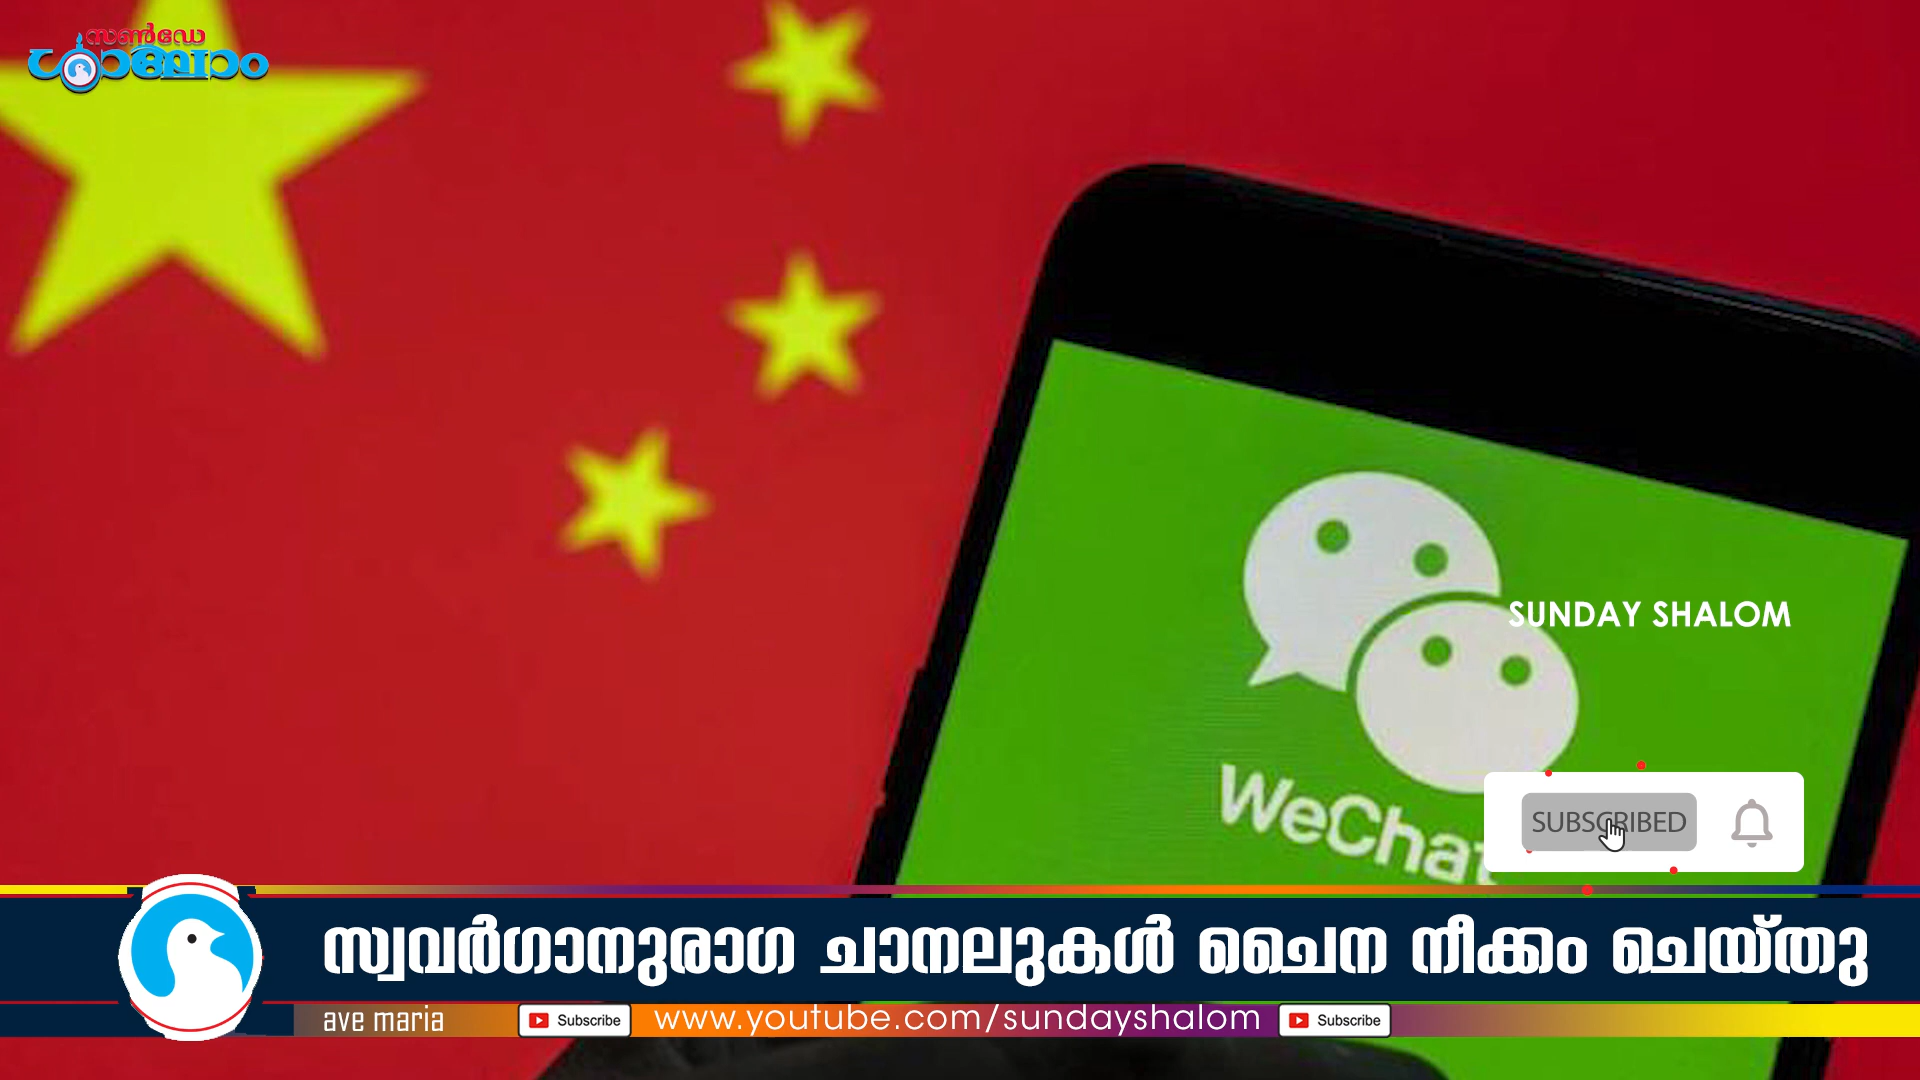 സൺഡേ
ശാലോം
SUNDAY SHALOM
WeChat
SUBSCRIBED
സ്വവർഗാനുരാഗ ചാനലുകൾ ചൈന നീക്കം ചെയ്തു
ave maria Subscribe www.youtube.com/sundayshalom Subscribe